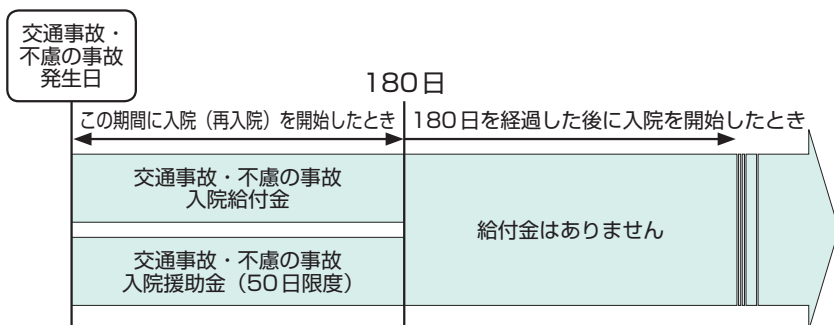 交通事故・
不慮の事故
発生日
180日
この期間に入院（再入院）を開始したとき
180日を経過した後に入院を開始したとき
交通事故・不慮の事故
入院給付金
給付金はありません
交通事故・不慮の事故
入院援助金（50日限度）